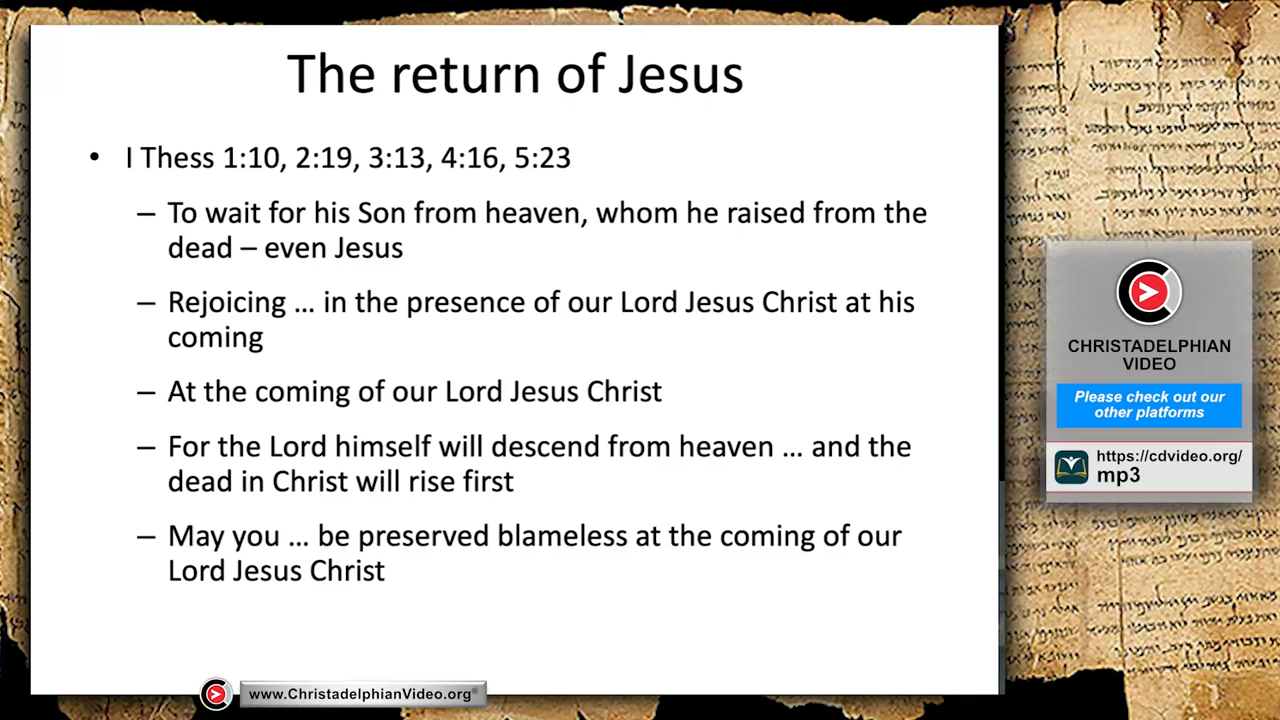 The return of Jesus
• I Thess 1:10, 2:19, 3:13, 4:16, 5:23
– To wait for his Son from heaven, whom he raised from the
dead – even Jesus
– Rejoicing ... in the presence of our Lord Jesus Christ at his
coming
– At the coming of our Lord Jesus Christ
– For the Lord himself will descend from heaven ... and the
dead in Christ will rise first
– May you ... be preserved blameless at the coming of our
Lord Jesus Christ
CHRISTADELPHIAN
VIDEO
Please check out our
other platforms
https://cdvideo.org/
mp3
www.ChristadelphianVideo.org®